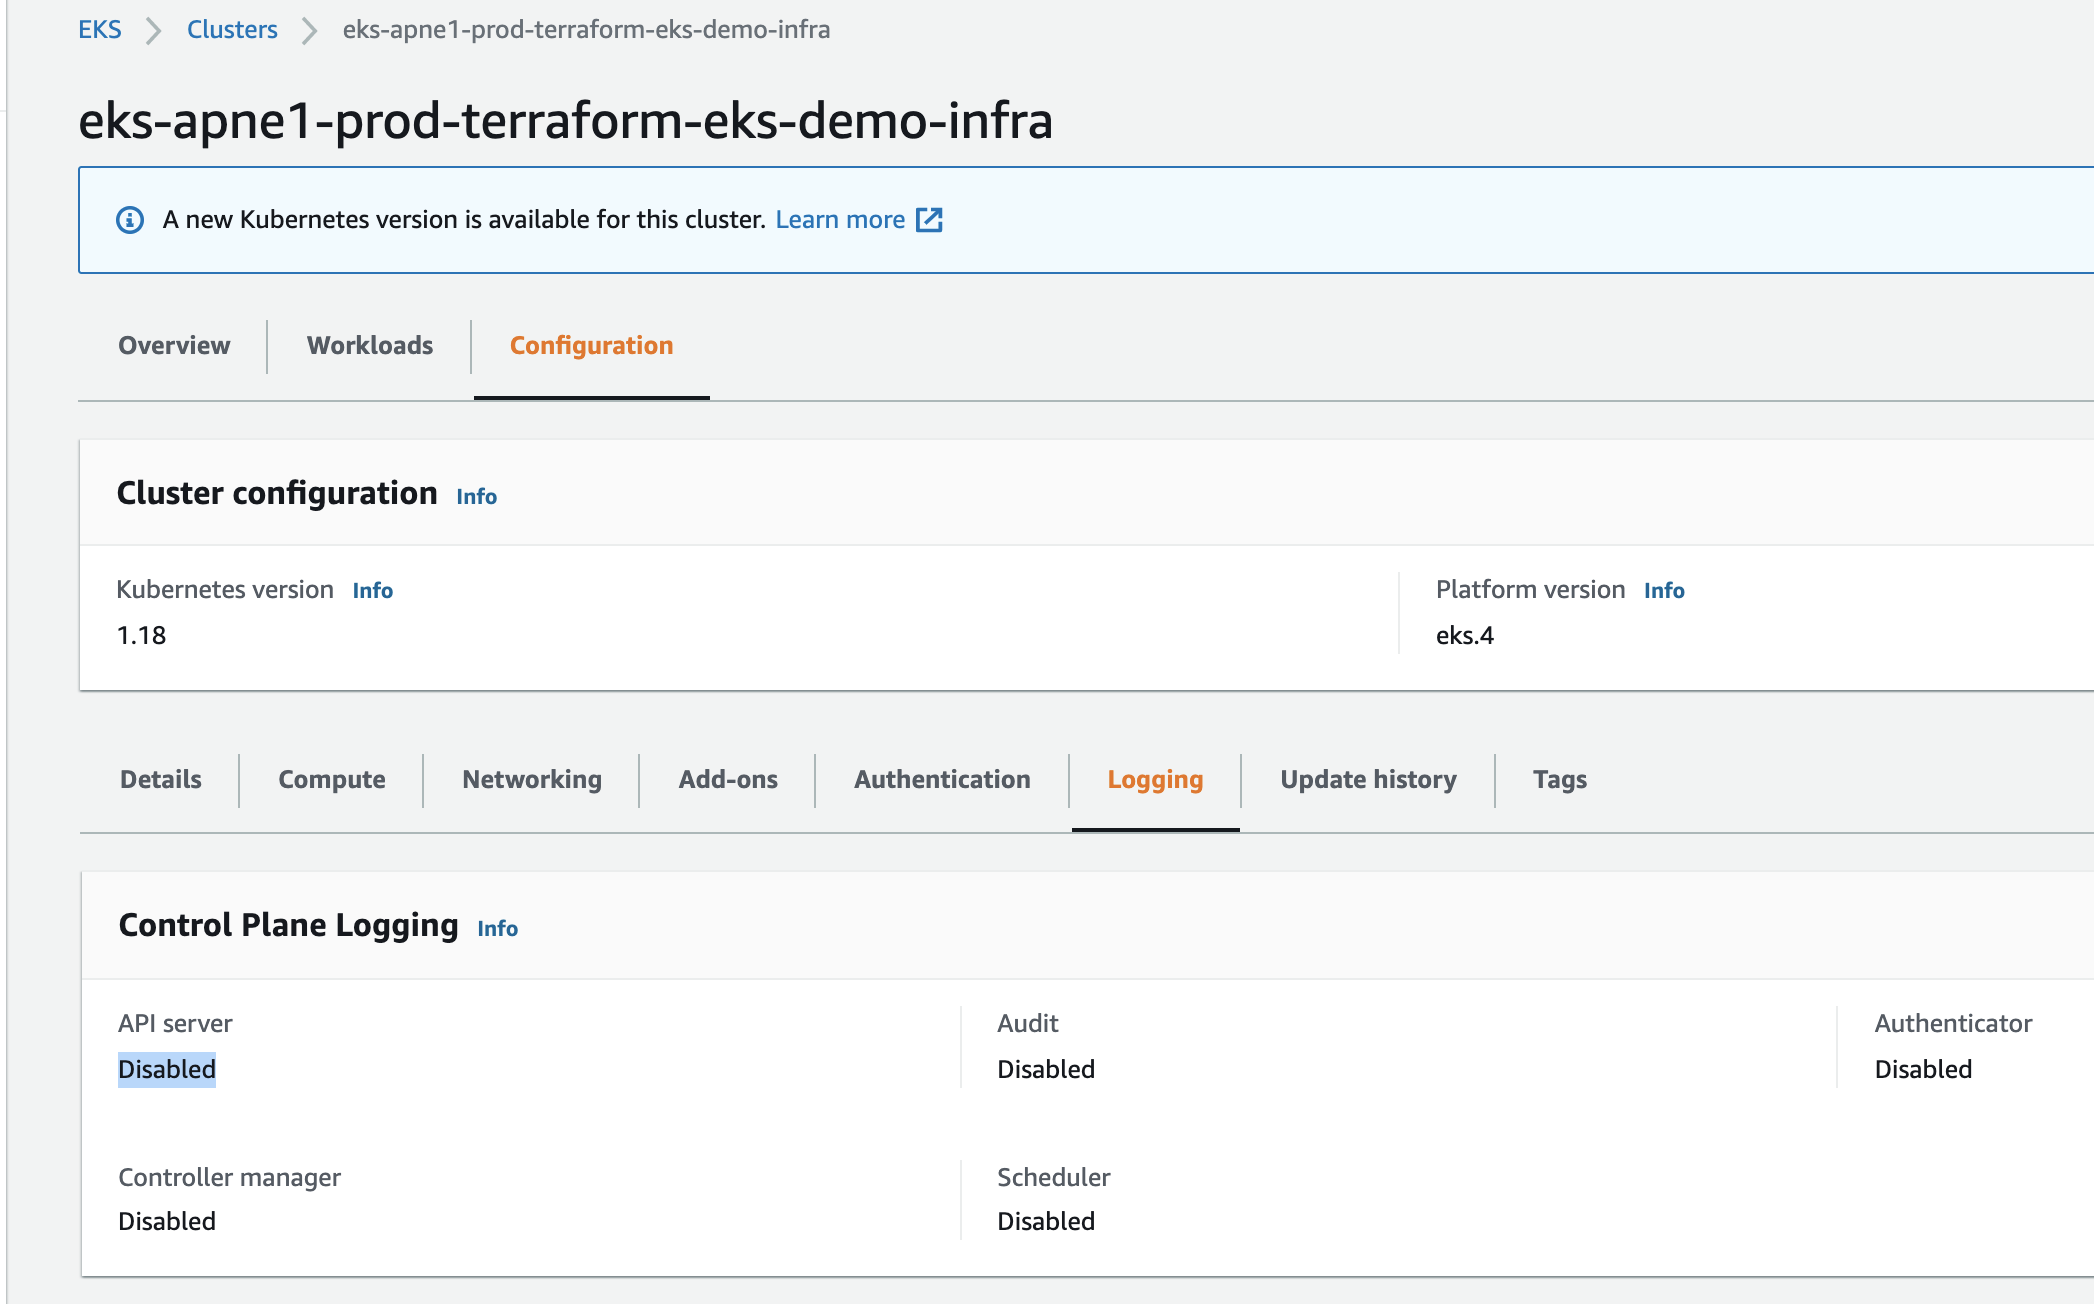 EKS Clusters eks-apne1-prod-terraform-eks-demo-infra
eks-apne1-prod-terraform-eks-demo-infra
A new Kubernetes version is available for this cluster. Learn more
Overview Workloads Configuration
Cluster configuration Info
Kubernetes version Info Platform version Info
1.18 eks.4
Details Compute Networking Add-ons Authentication Logging Update history Tags
Control Plane Logging Info
API server Audit Authenticator
Disabled Disabled Disabled
Controller manager Scheduler
Disabled Disabled